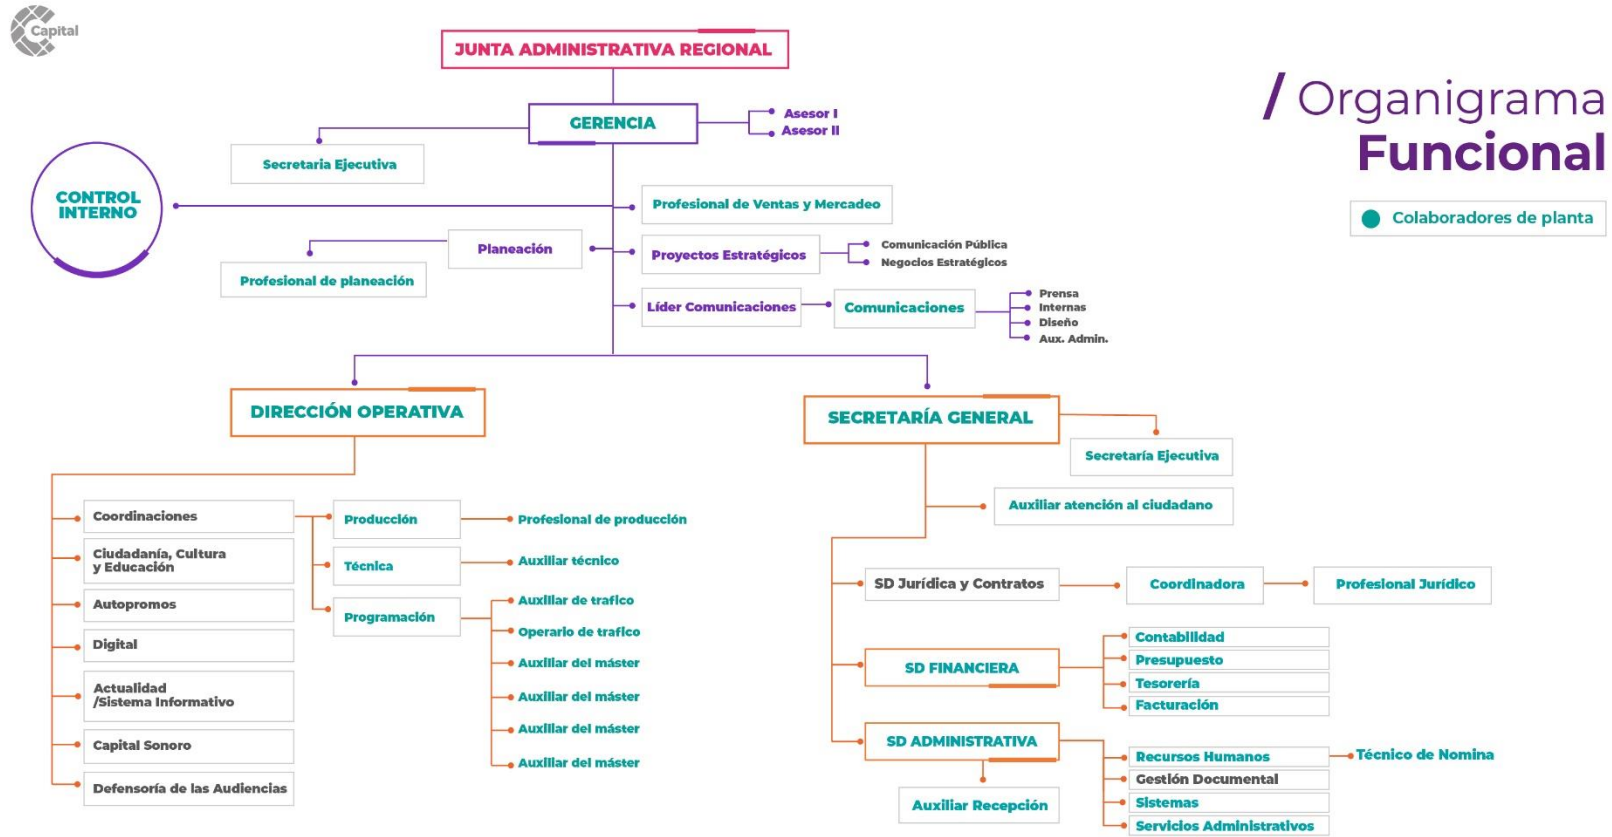 Capital
JUNTA ADMINISTRATIVA REGIONAL
/ Organigrama
Funcional
Colaboradores de planta
GERENCIA
Asesor I
Asesor II
Secretaria Ejecutiva
CONTROL
INTERNO
Profesional de Ventas y Mercadeo
Planeación
Profesional de planeación
Proyectos Estratégicos
Comunicación Pública
Negocios Estratégicos
Líder Comunicaciones
Comunicaciones
Prensa
Internas
Diseño
Aux. Admin.
DIRECCIÓN OPERATIVA
Coordinaciones
Ciudadanía, Cultura
y Educación
Autopromos
Digital
Actualidad
/Sistema Informativo
Capital Sonoro
Defensoría de las Audiencias
Producción
Profesional de producción
Técnica
Auxiliar técnico
Programación
Auxiliar de trafico
Operario de trafico
Auxiliar del máster
Auxiliar del máster
Auxiliar del máster
Auxiliar del máster
SECRETARÍA GENERAL
Secretaría Ejecutiva
Auxiliar atención al ciudadano
SD Jurídica y Contratos
Coordinadora
Profesional Jurídico
SD FINANCIERA
Contabilidad
Presupuesto
Tesorería
Facturación
SD ADMINISTRATIVA
Auxiliar Recepción
Recursos Humanos
Técnico de Nomina
Gestión Documental
Sistemas
Servicios Administrativos